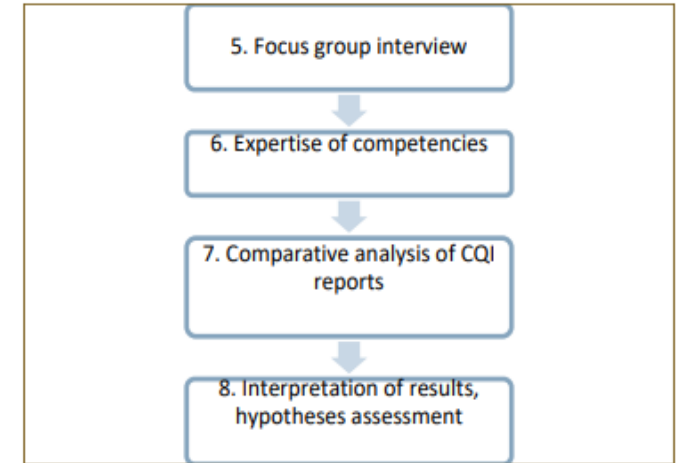 5. Focus group interview
6. Expertise of competencies
7. Comparative analysis of CQI
reports
8. Interpretation of results,
hypotheses assessment